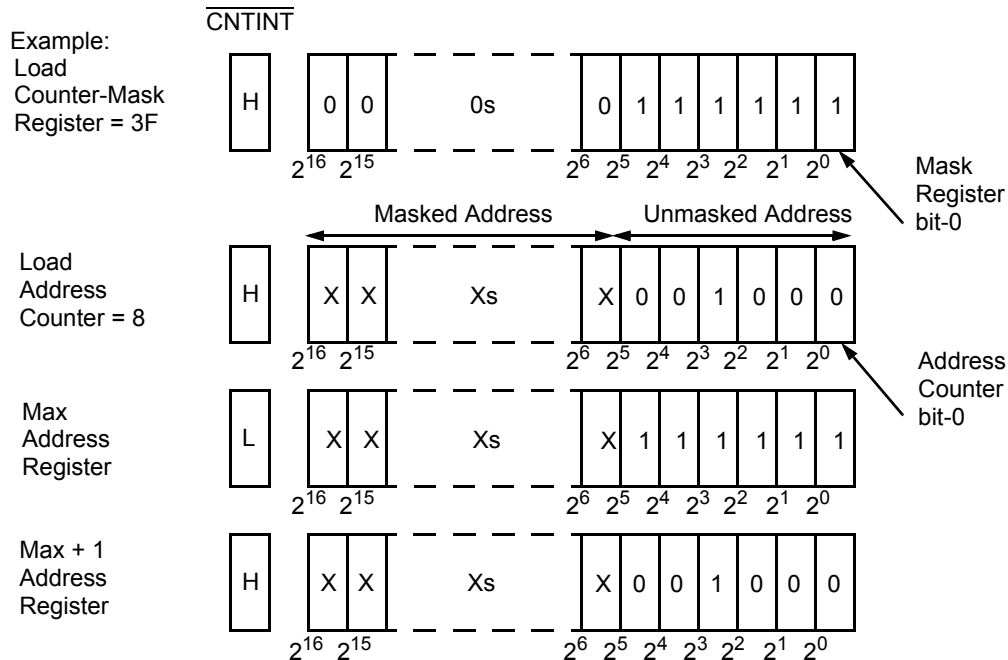 CNTINT
Example:
Load
Counter-Mask
Register = 3F
H
0 0 0s 0 1 1 1 1 1 1
2^16 2^15 2^6 2^5 2^4 2^3 2^2 2^1 2^0
Mask
Register
bit-0
Masked Address Unmasked Address
Load
Address
Counter = 8
H
X X Xs X 0 0 1 0 0 0
2^16 2^15 2^6 2^5 2^4 2^3 2^2 2^1 2^0
Address
Counter
bit-0
Max
Address
Register
L
X X Xs X 1 1 1 1 1 1
2^16 2^15 2^6 2^5 2^4 2^3 2^2 2^1 2^0
Max + 1
Address
Register
H
X X Xs X 0 0 1 0 0 0
2^16 2^15 2^6 2^5 2^4 2^3 2^2 2^1 2^0